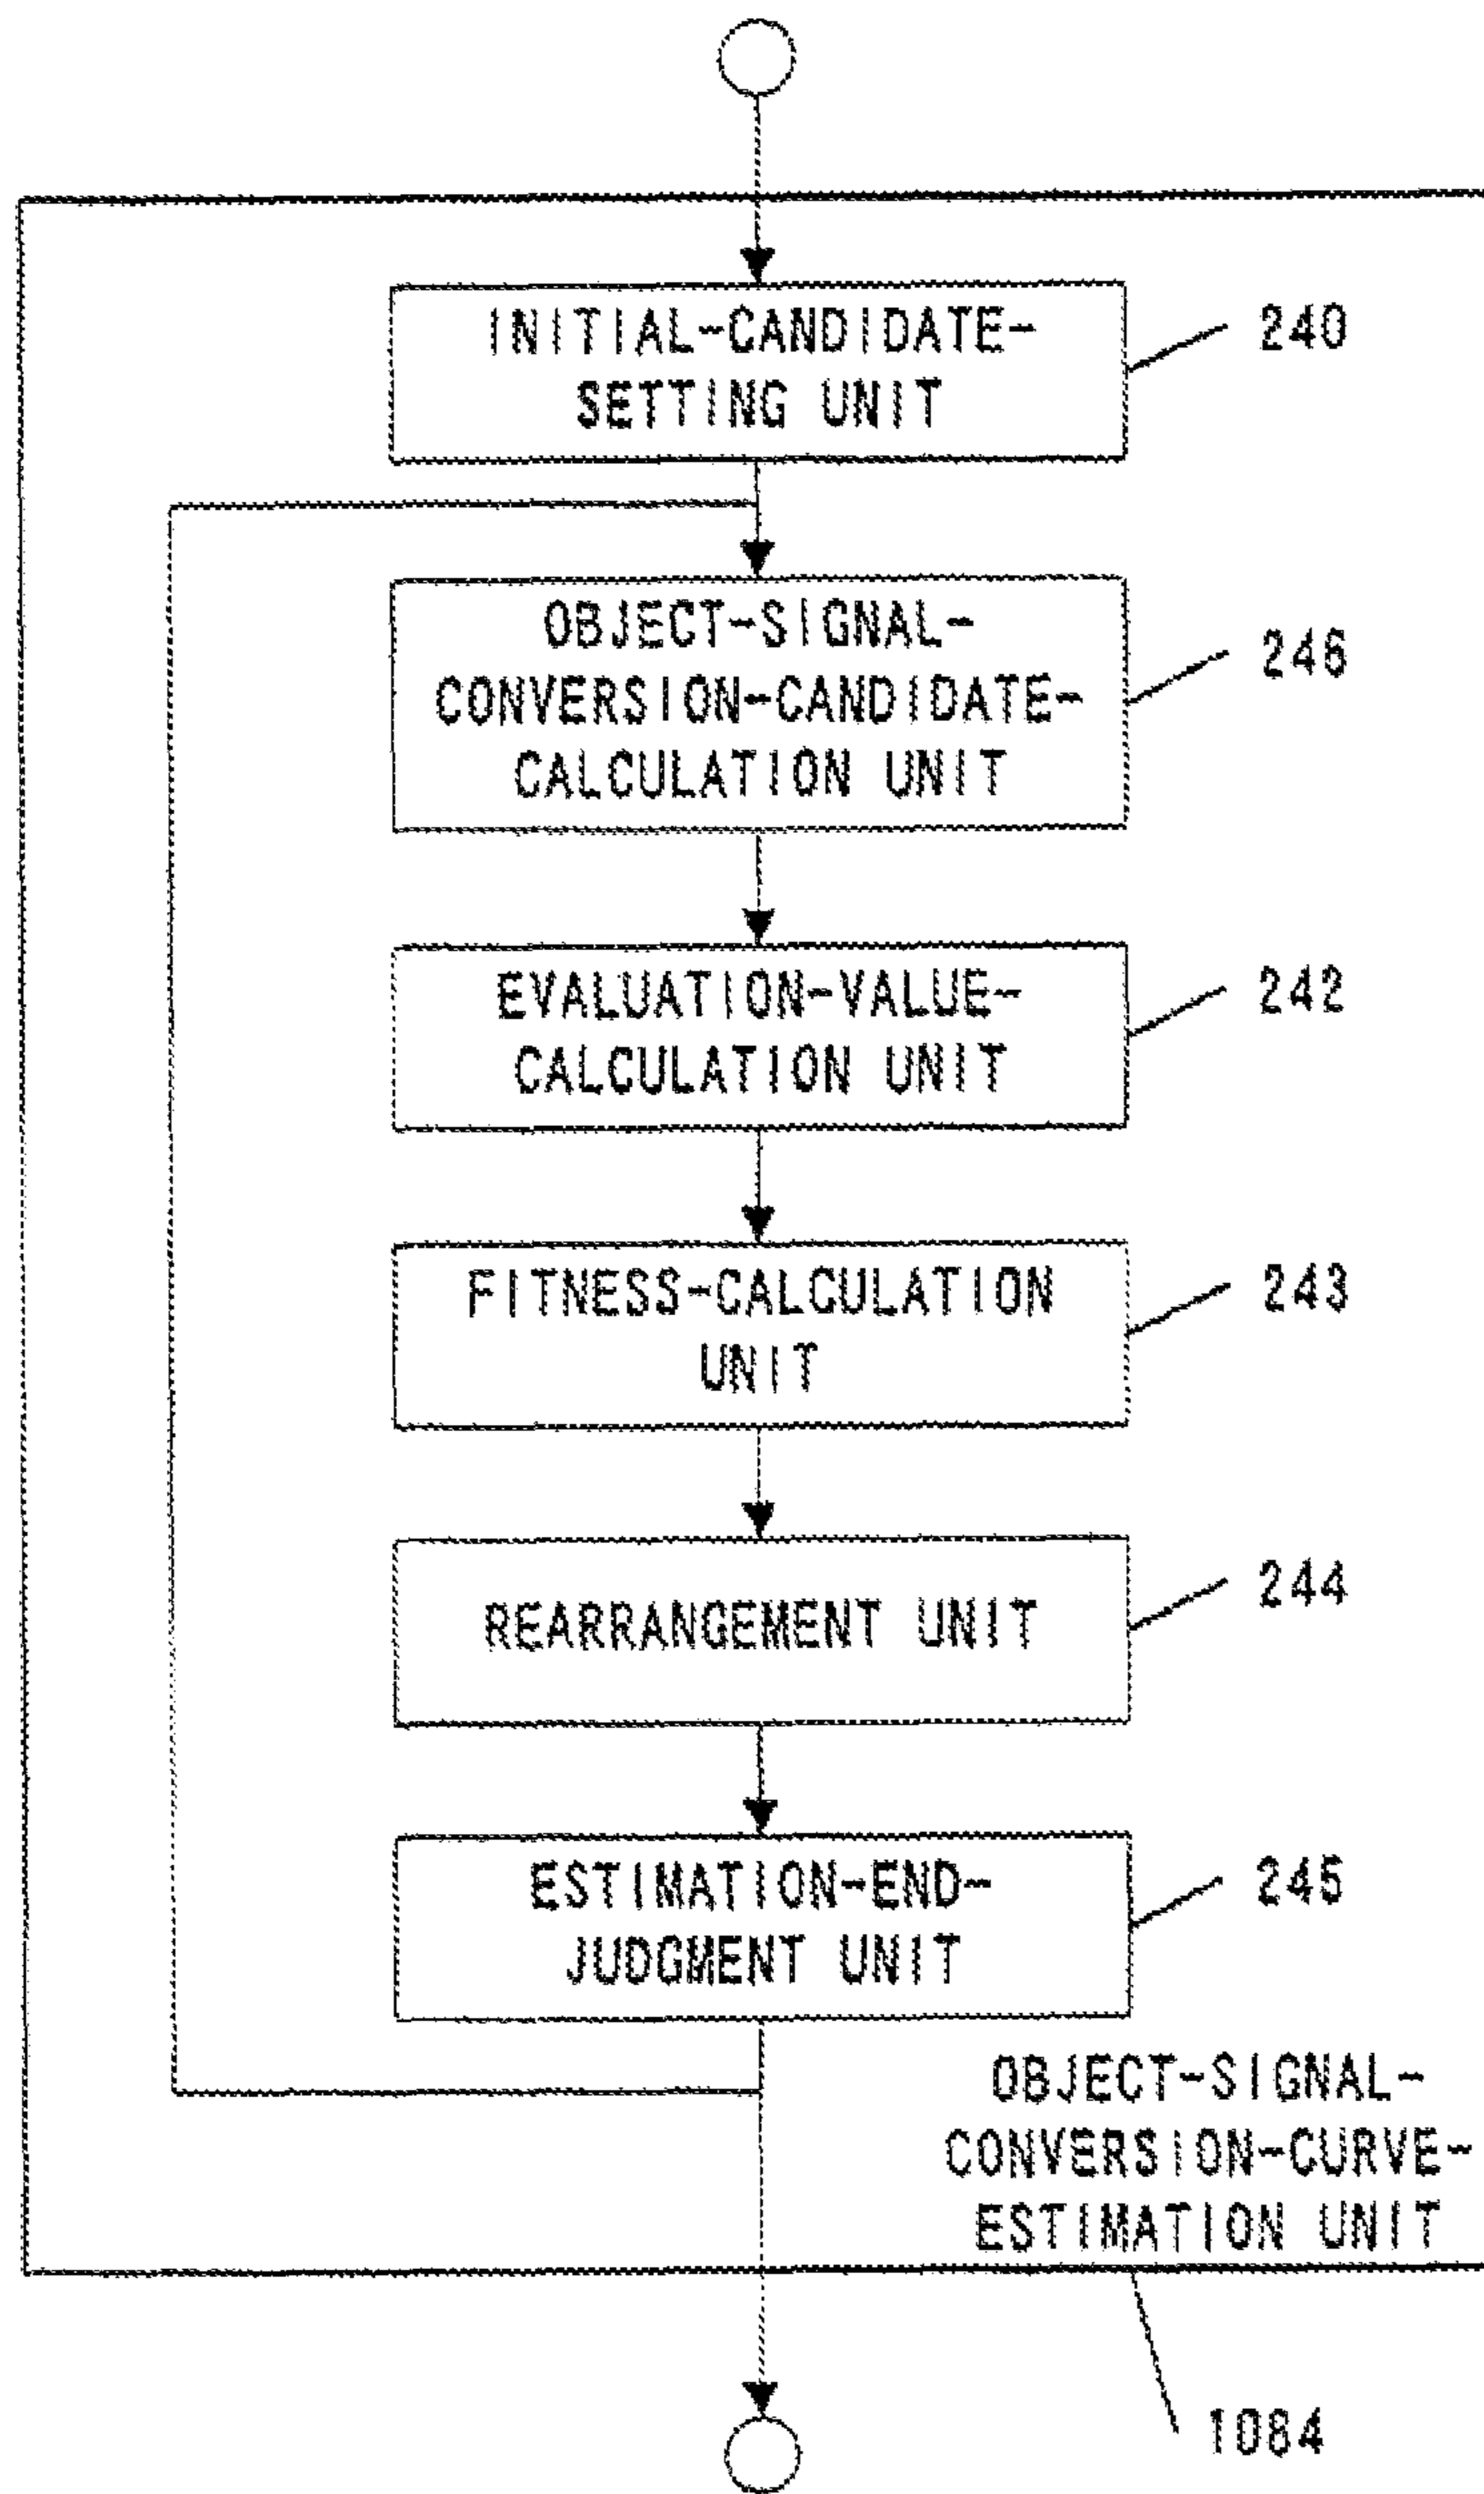 INITIAL-CANDIDATE-
SETTING UNIT
240
OBJECT-SIGNAL-
CONVERSION-CANDIDATE-
CALCULATION UNIT
246
EVALUATION-VALUE-
CALCULATION UNIT
242
FITNESS-CALCULATION
UNIT
243
REARRANGEMENT UNIT
244
ESTIMATION-END-
JUDGMENT UNIT
245
OBJECT-SIGNAL-
CONVERSION-CURVE-
ESTIMATION UNIT
1084